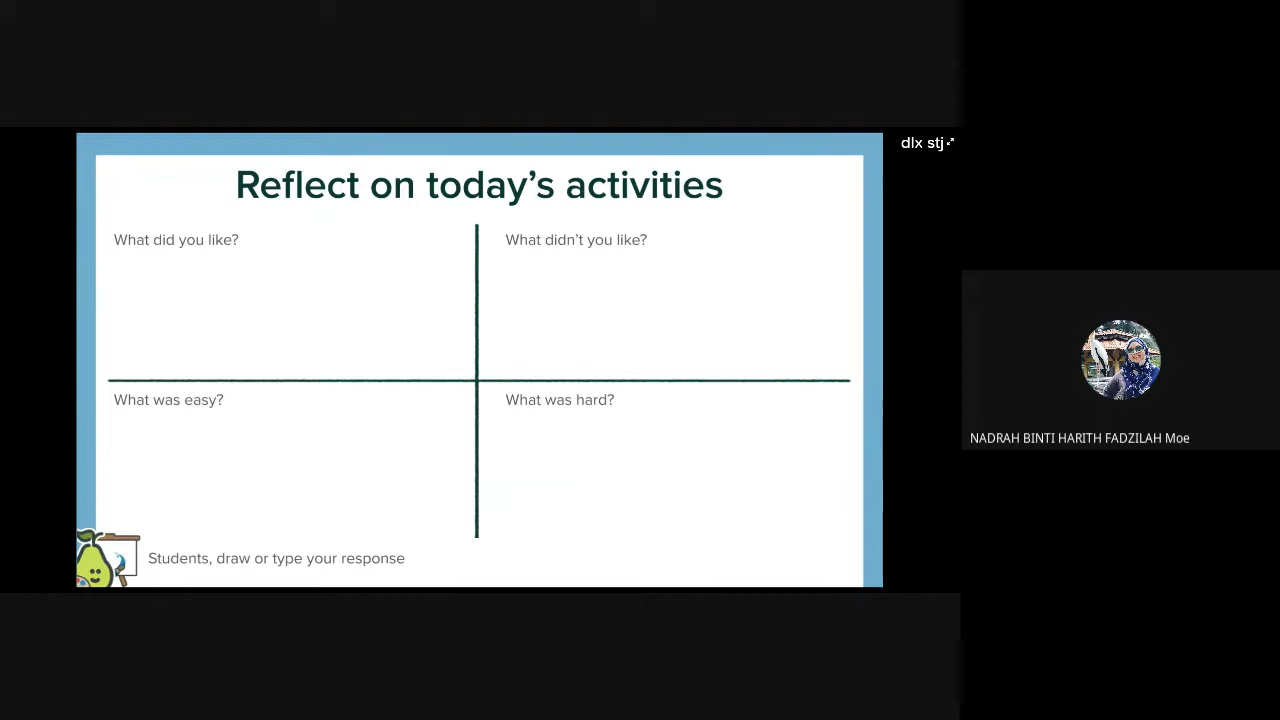 dlx stj
Reflect on today’s activities
What did you like?
What didn’t you like?
What was easy?
What was hard?
Students, draw or type your response
NADRAH BINTI HARITH FADZILAH Moe